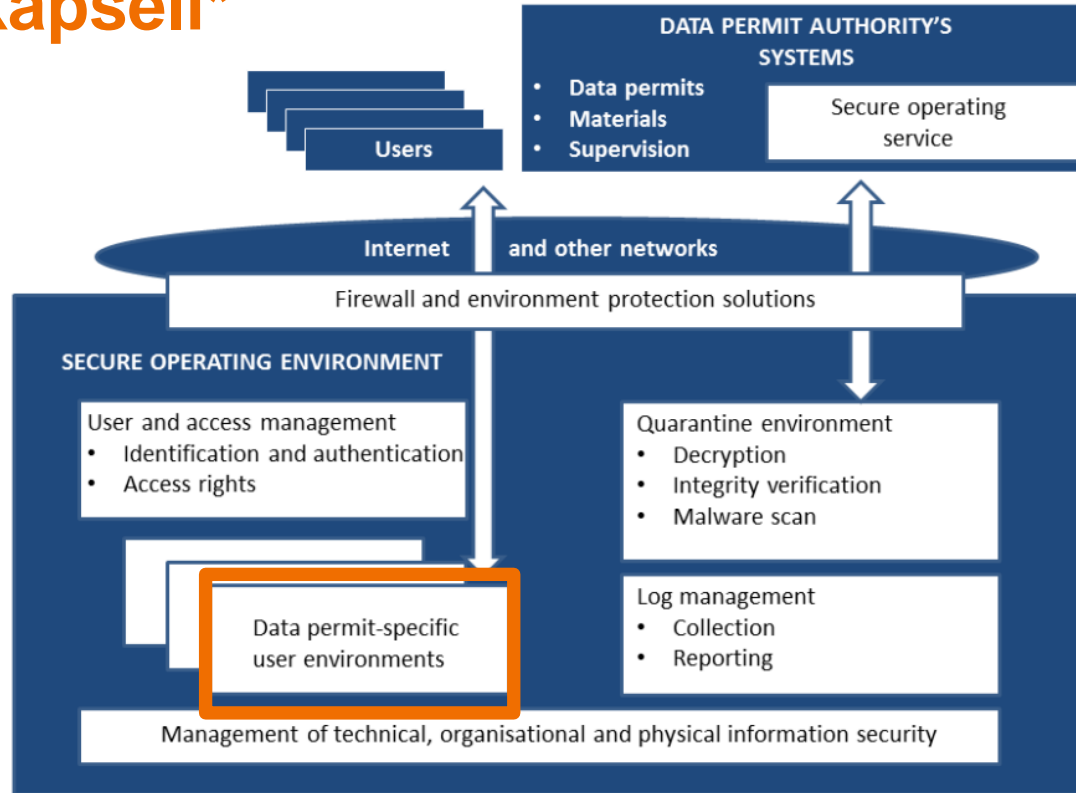 Kapseli"
DATA PERMIT AUTHORITY'S
SYSTEMS
• Data permits
• Materials
• Supervision
Secure operating
service
Users
Internet and other networks
Firewall and environment protection solutions
SECURE OPERATING ENVIRONMENT
User and access management
• Identification and authentication
• Access rights
Quarantine environment
• Decryption
• Integrity verification
• Malware scan
Data permit-specific
user environments
Log management
• Collection
• Reporting
Management of technical, organisational and physical information security